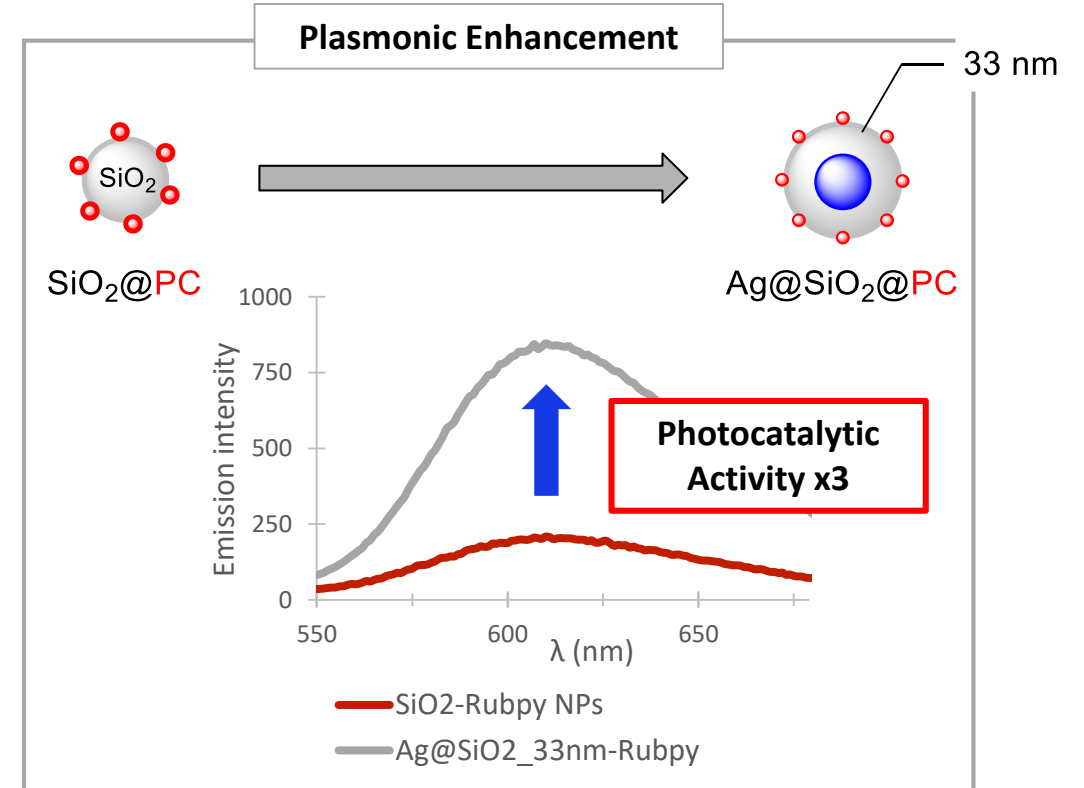 Plasmonic Enhancement
33 nm
SiO₂
SiO₂@PC
Ag@SiO₂@PC
1000
750
500
250
0
Emission intensity
Photocatalytic
Activity x3
550
600
650
λ (nm)
SiO2-Rubpy NPs
Ag@SiO2_33nm-Rubpy